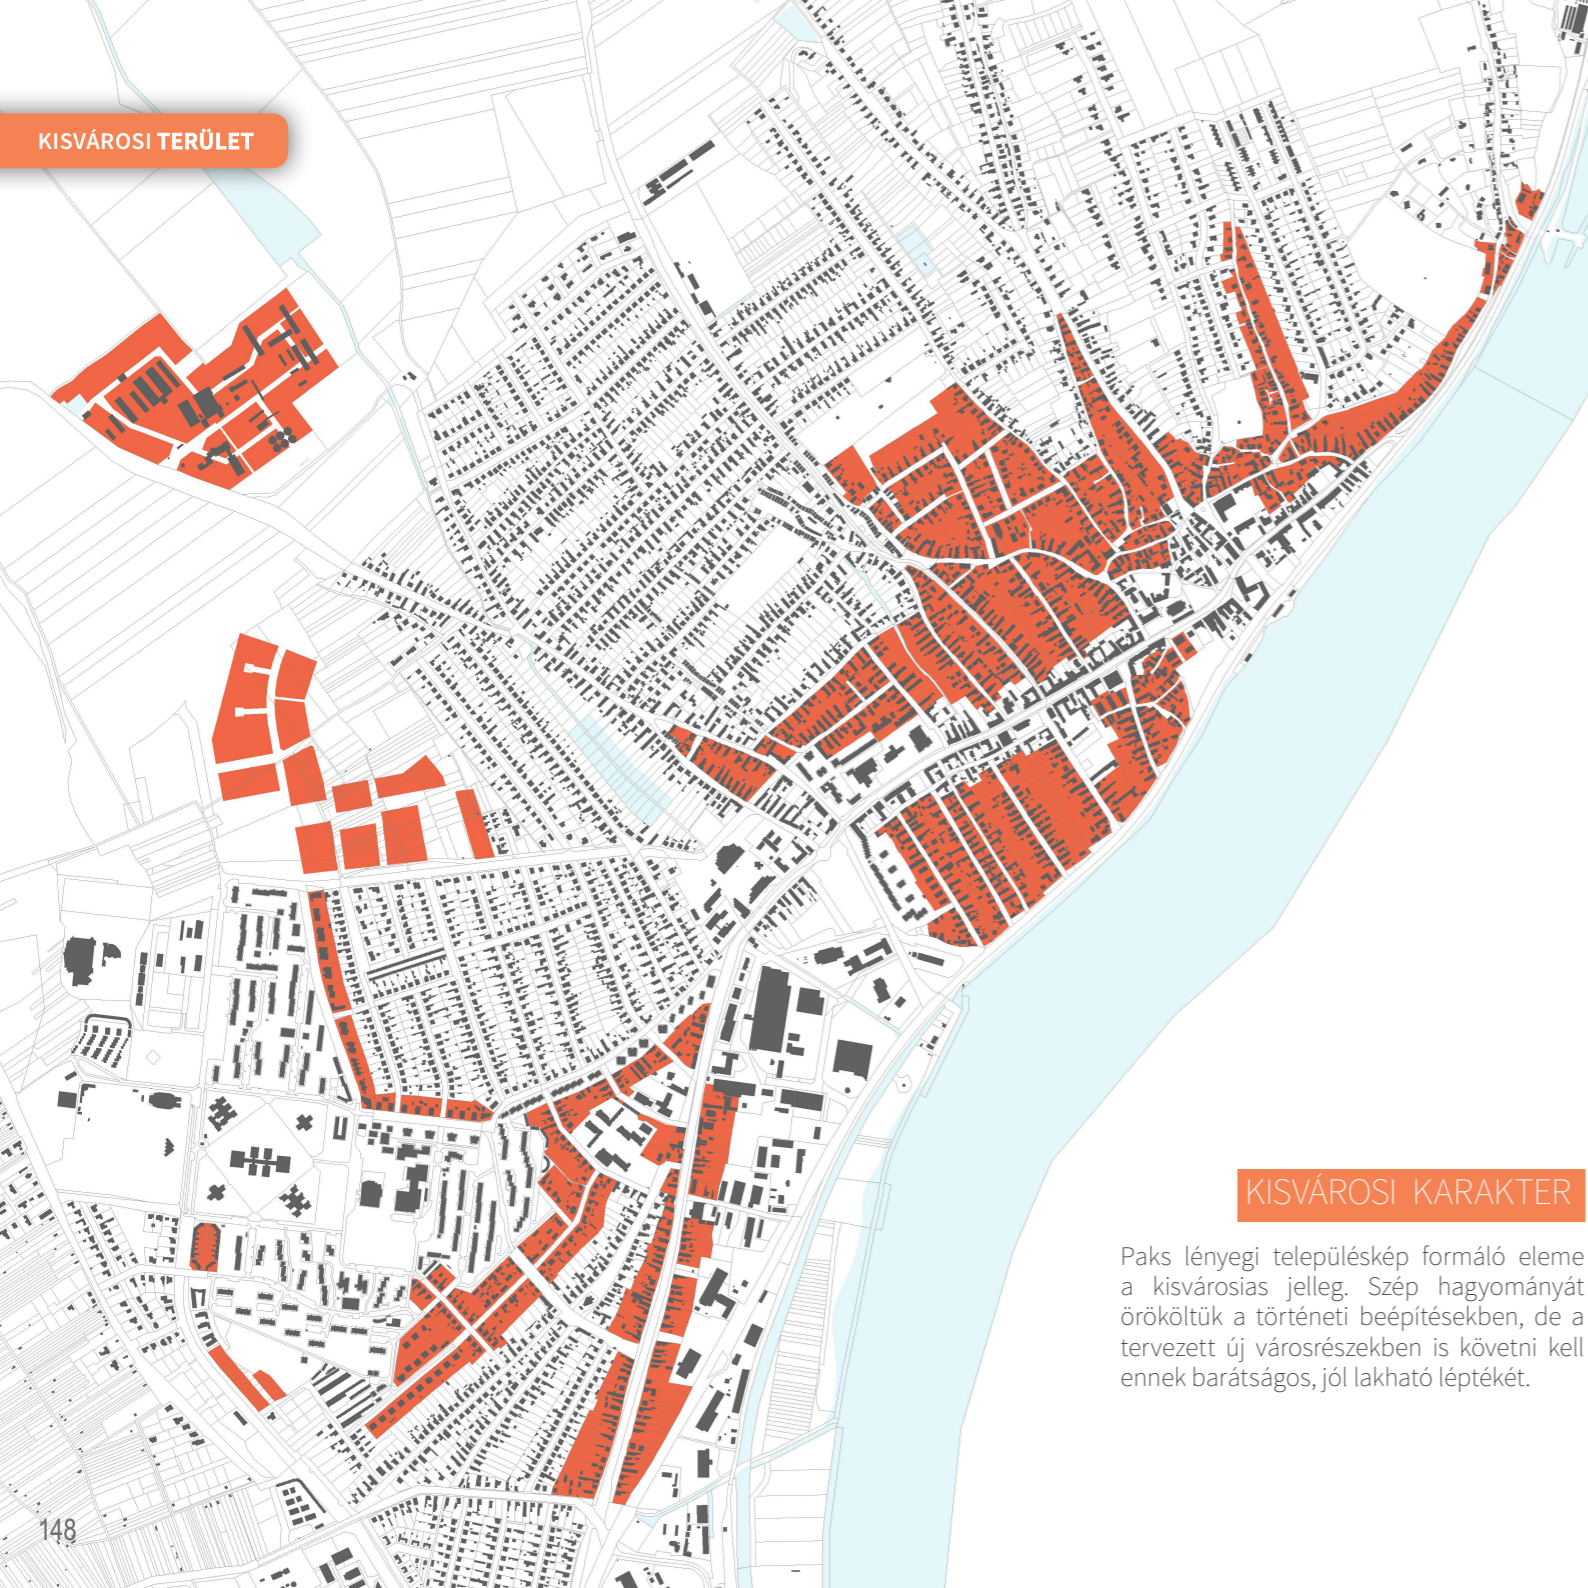 KISVÁROSI TERÜLET
KISVÁROSI KARAKTER
Paks lényegi településkép formáló eleme
a kisvárosias jelleg. Szép hagyományát
örököltük a történeti beépítésekben, de a
tervezett új városrészekben is követni kell
ennek barátságos, jól lakható léptékét.
148